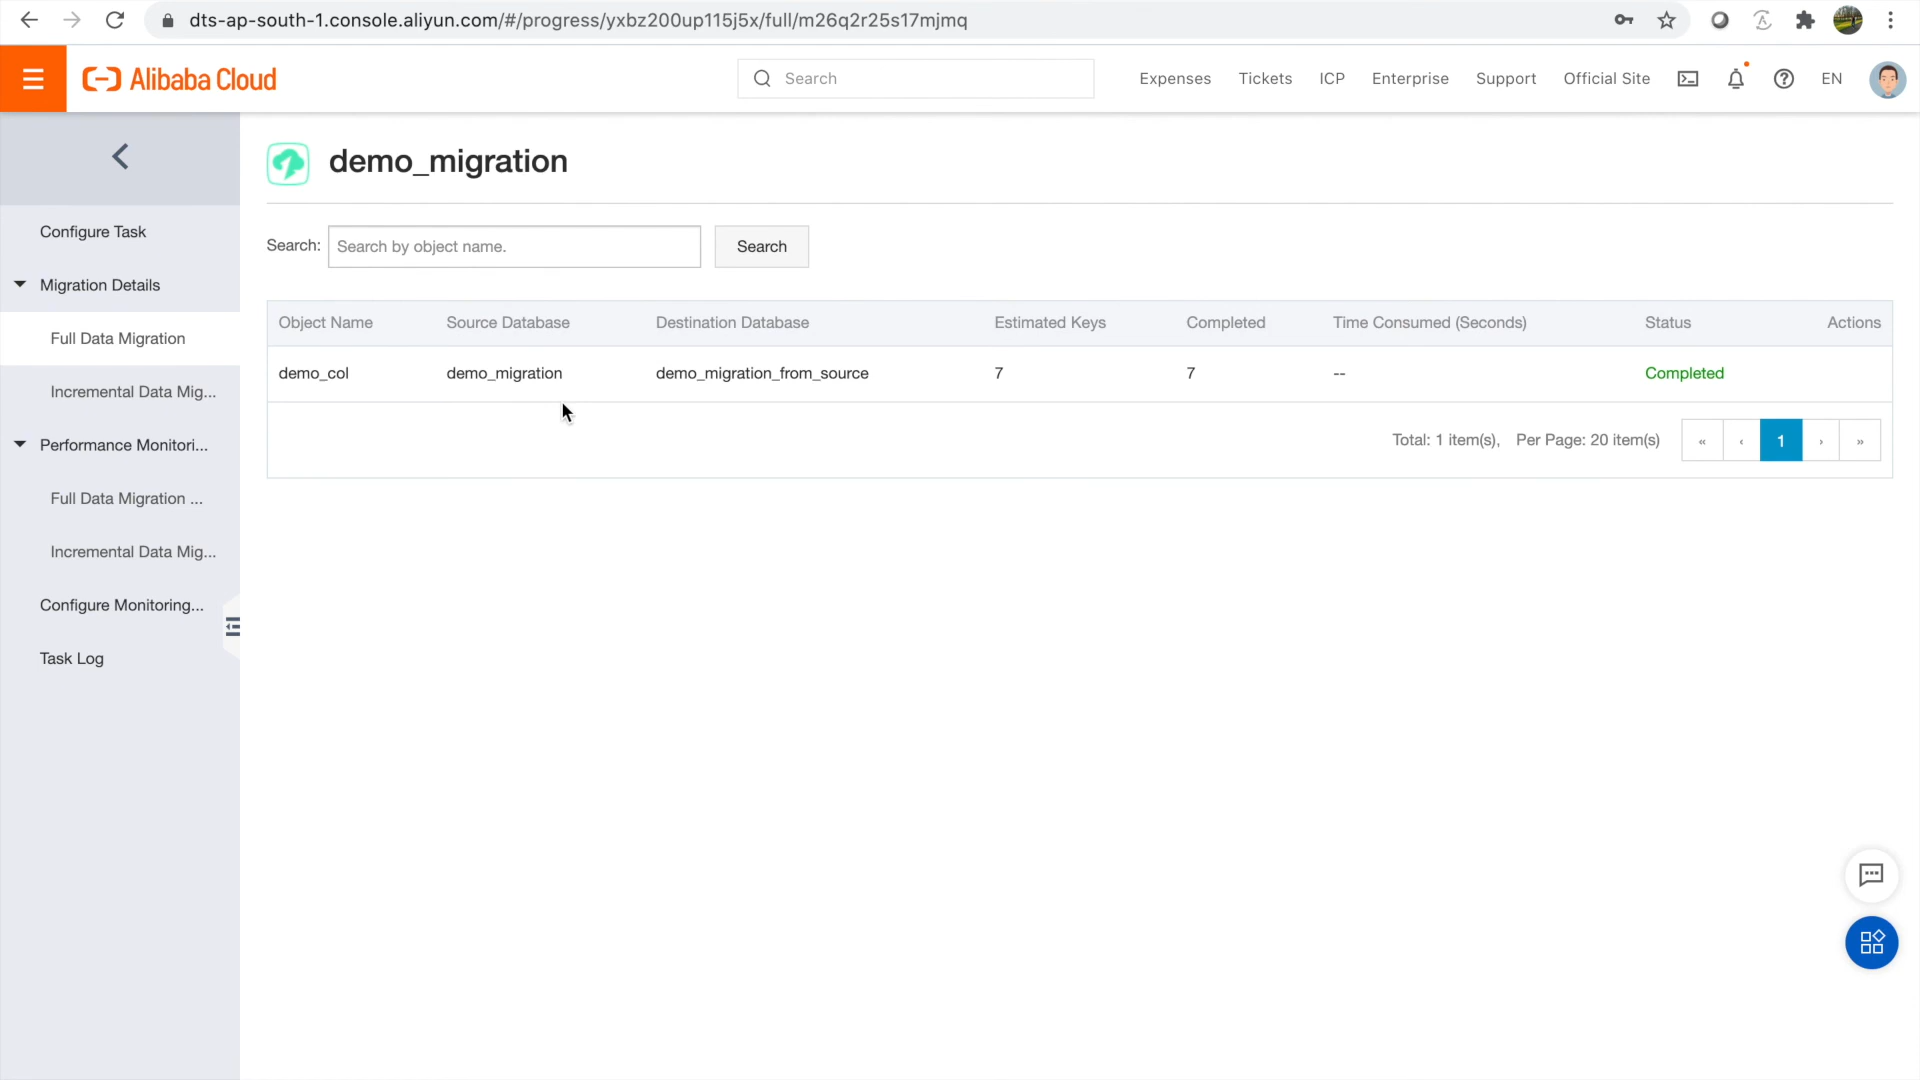 dts-ap-south-1.console.aliyun.com/#/progress/yxbz200up115j5x/full/m26q2r25s17mjmq
Alibaba Cloud
Search
Expenses
Tickets
ICP
Enterprise
Support
Official Site
EN
demo_migration
Configure Task
Migration Details
Full Data Migration
Incremental Data Mig...
Performance Monitori...
Full Data Migration ...
Incremental Data Mig...
Configure Monitoring...
Task Log
Search: Search by object name. Search
Object Name Source Database Destination Database Estimated Keys Completed Time Consumed (Seconds) Status Actions
demo_col demo_migration demo_migration_from_source 7 7 -- Completed
Total: 1 item(s), Per Page: 20 item(s) « ‹ 1 › »